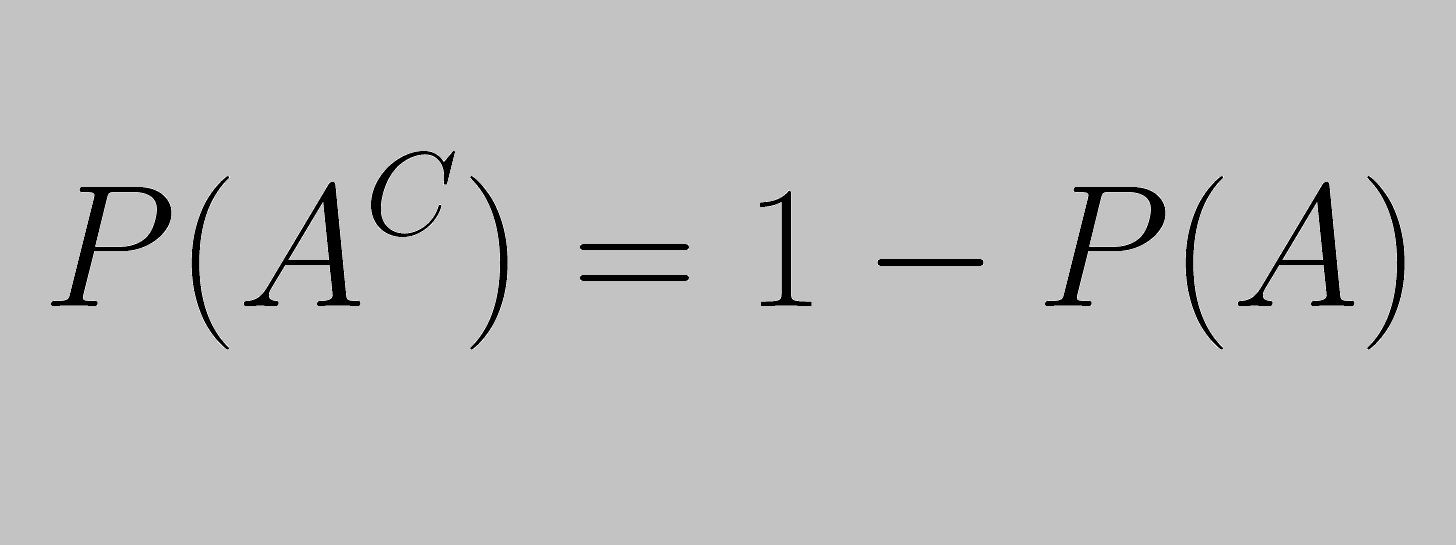 P(A^C) = 1 − P(A)